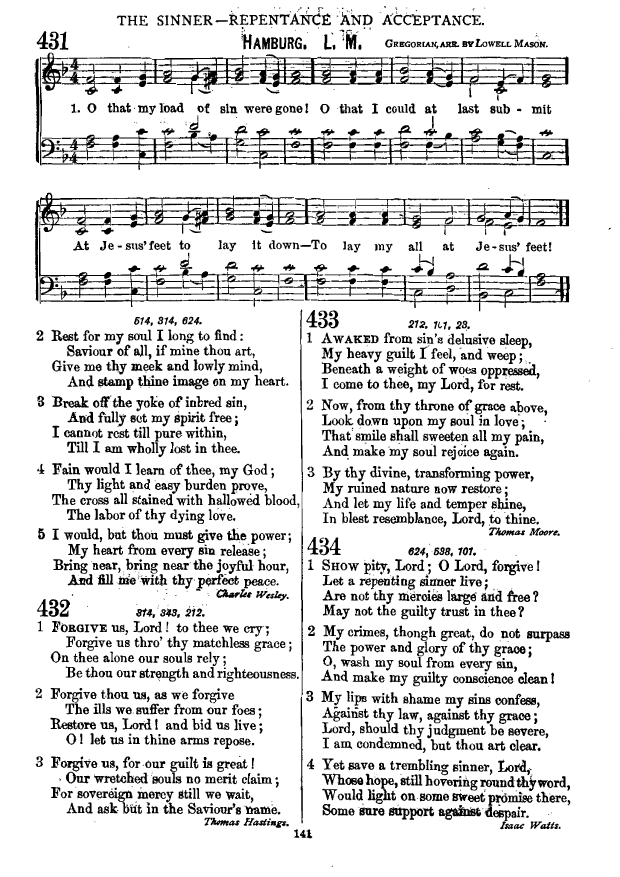 THE SINNER—REPENTANCE AND ACCEPTANCE.
431 HAMBURG. L. M. GREGORIAN, ARR. BY LOWELL MASON.
1. O that my load of sin were gone! O that I could at last sub - mit
At Je - sus' feet to lay it down—To lay my all at Je - sus' feet!
514, 314, 624.
2 Rest for my soul I long to find:
Saviour of all, if mine thou art,
Give me thy meek and lowly mind,
And stamp thine image on my heart.
3 Break off the yoke of inbred sin,
And fully set my spirit free;
I cannot rest till pure within,
Till I am wholly lost in thee.
4 Fain would I learn of thee, my God;
Thy light and easy burden prove,
The cross all stained with hallowed blood,
The labor of thy dying love.
5 I would, but thou must give the power;
My heart from every sin release;
Bring near, bring near the joyful hour,
And fill me with thy perfect peace.
Charles Wesley.
432 314, 343, 212.
1 FORGIVE us, Lord! to thee we cry;
Forgive us thro' thy matchless grace;
On thee alone our souls rely;
Be thou our strength and righteousness.
2 Forgive thou us, as we forgive
The ills we suffer from our foes;
Restore us, Lord! and bid us live;
O! let us in thine arms repose.
3 Forgive us, for our guilt is great!
Our wretched souls no merit claim;
For sovereign mercy still we wait,
And ask but in the Saviour's name.
Thomas Hastings.
433 212, 101, 23.
1 AWAKED from sin's delusive sleep,
My heavy guilt I feel, and weep;
Beneath a weight of woes oppressed,
I come to thee, my Lord, for rest.
2 Now, from thy throne of grace above,
Look down upon my soul in love;
That smile shall sweeten all my pain,
And make my soul rejoice again.
3 By thy divine, transforming power,
My ruined nature now restore;
And let my life and temper shine,
In blest resemblance, Lord, to thine.
Thomas Moore.
434 624, 538, 101.
1 SHOW pity, Lord; O Lord, forgive!
Let a repenting sinner live;
Are not thy mercies large and free?
May not the guilty trust in thee?
2 My crimes, though great, do not surpass
The power and glory of thy grace;
O, wash my soul from every sin,
And make my guilty conscience clean!
3 My lips with shame my sins confess,
Against thy law, against thy grace;
Lord, should thy judgment be severe,
I am condemned, but thou art clear.
4 Yet save a trembling sinner, Lord,
Whose hope, still hovering round thy word,
Would light on some sweet promise there,
Some sure support against despair.
Isaac Watts.
141